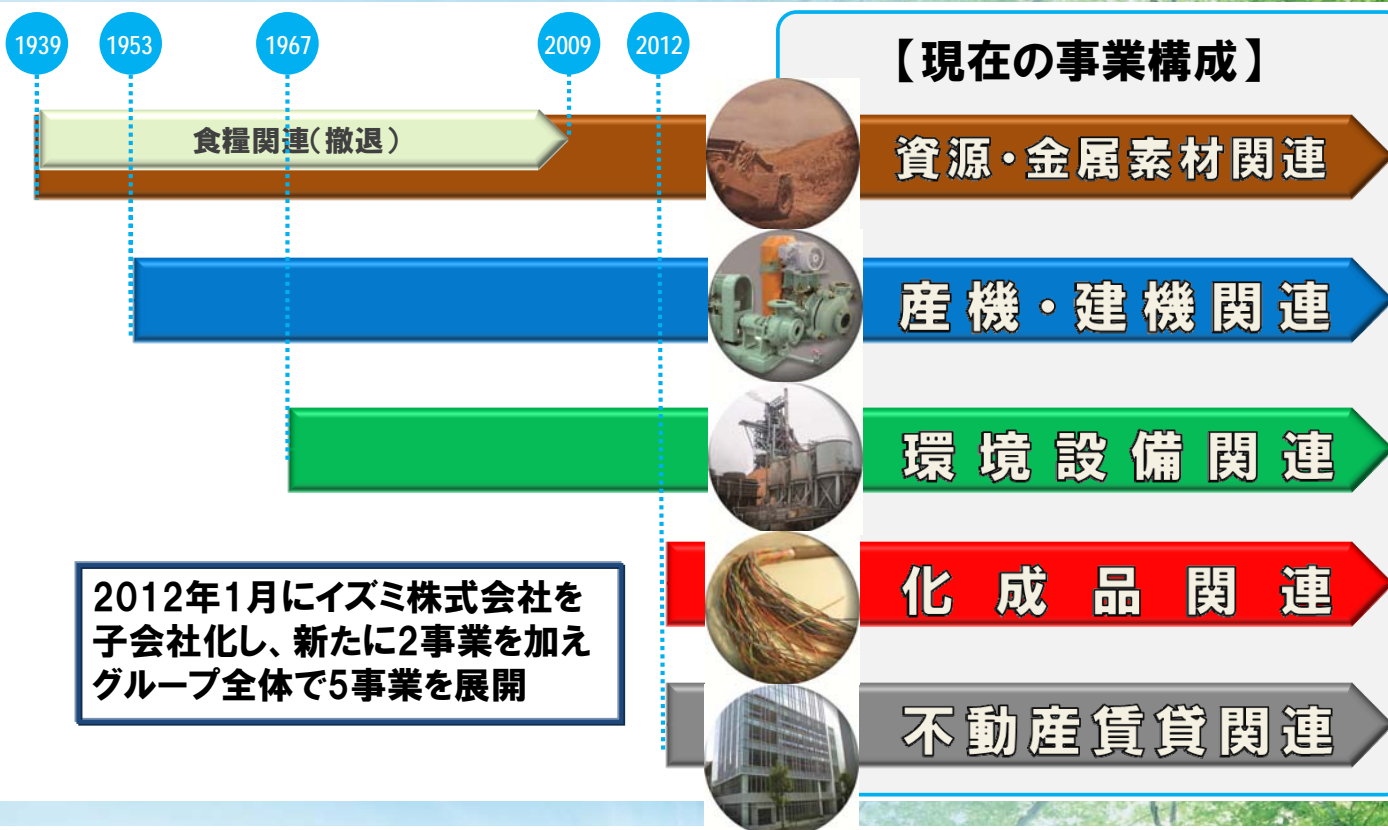 1939
1953
1967
2009
2012
【現在の事業構成】
食糧関連(撤退)
資源・金属素材関連
産機・建機関連
環境設備関連
化成品関連
不動産賃貸関連
2012年1月にイズミ株式会社を
子会社化し、新たに2事業を加え
グループ全体で5事業を展開